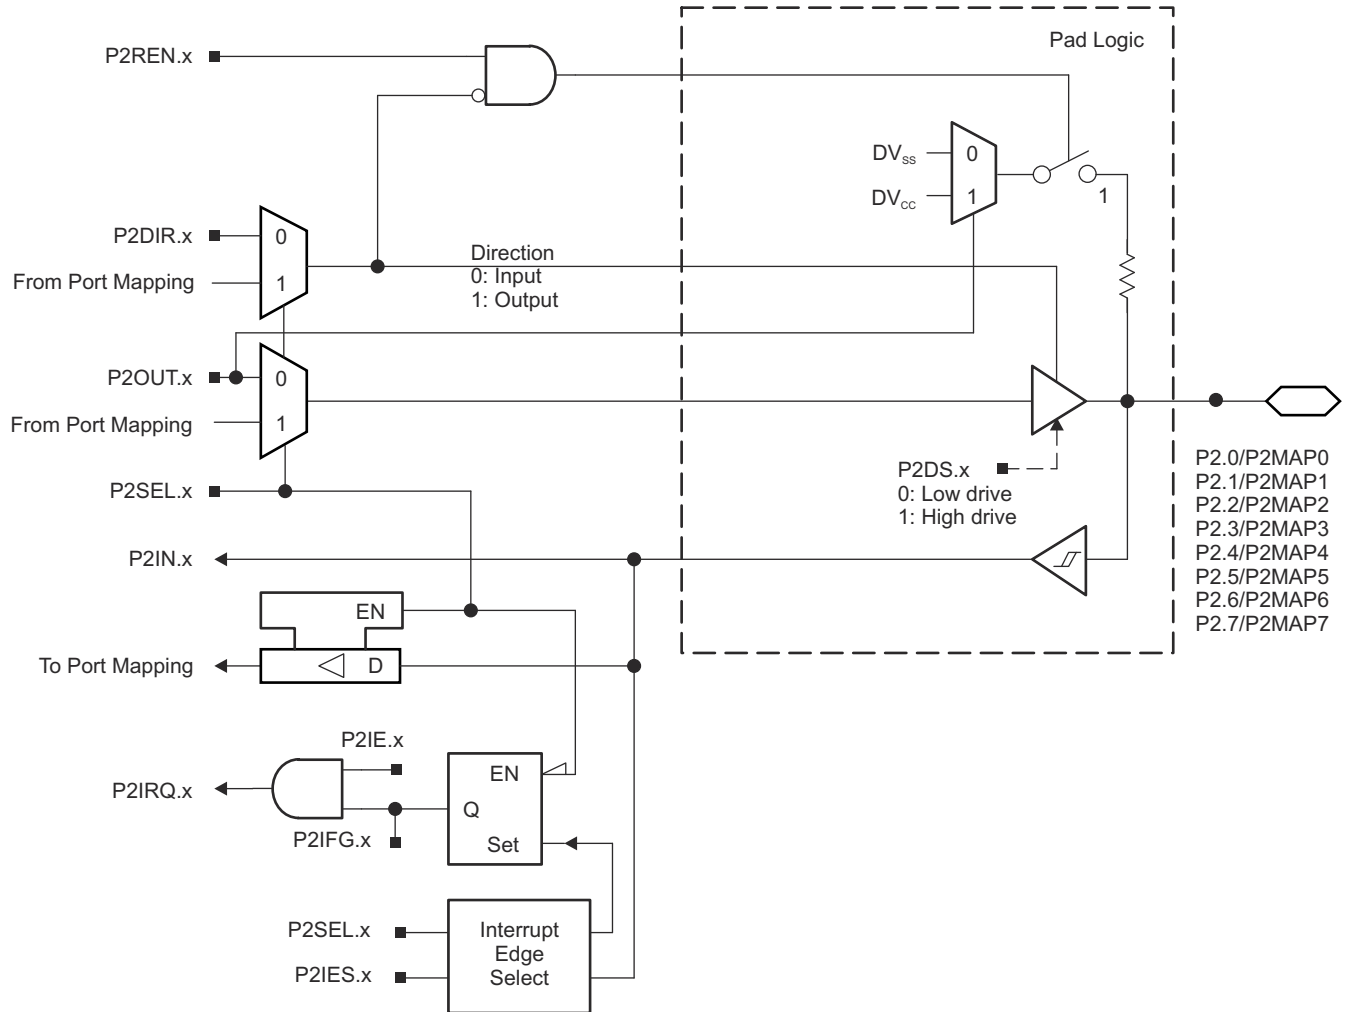 Pad Logic
P2REN.x
DVSS
0
DVCC
1
1
P2DIR.x
0
From Port Mapping
1
Direction
0: Input
1: Output
P2OUT.x
0
From Port Mapping
1
P2DS.x
0: Low drive
1: High drive
P2.0/P2MAP0
P2.1/P2MAP1
P2.2/P2MAP2
P2.3/P2MAP3
P2.4/P2MAP4
P2.5/P2MAP5
P2.6/P2MAP6
P2.7/P2MAP7
P2SEL.x
P2IN.x
EN
To Port Mapping
D
P2IE.x
P2IRQ.x
P2IFG.x
EN
Q
Set
P2SEL.x
P2IES.x
Interrupt
Edge
Select